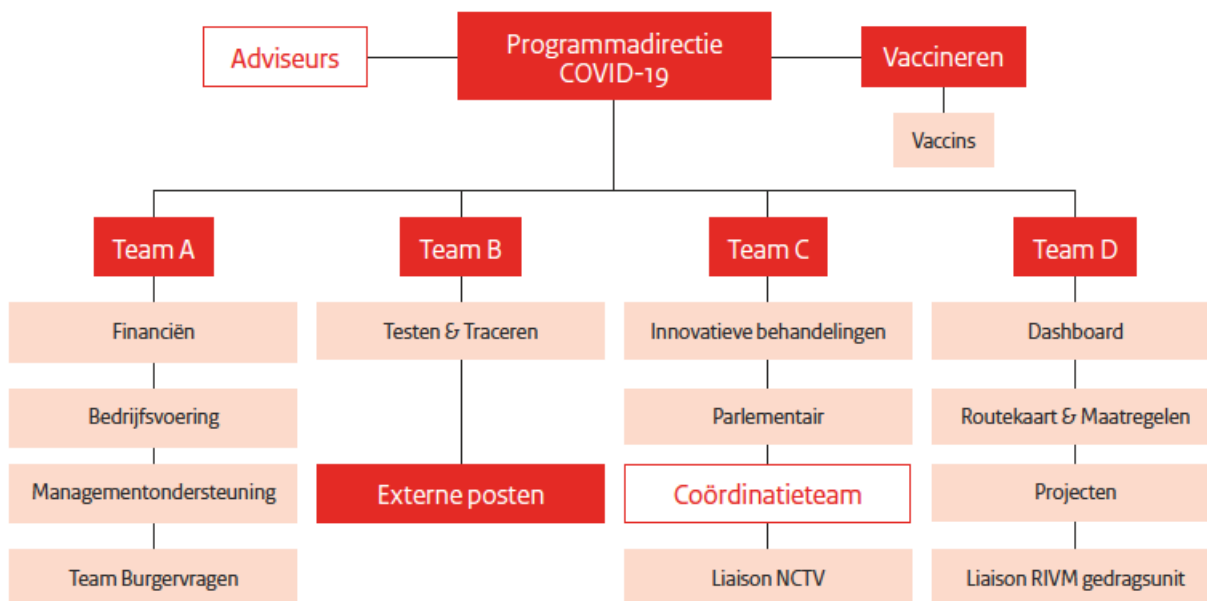 Adviseurs
Programmadirectie
COVID-19
Vaccineren
Vaccins
Team A
Team B
Team C
Team D
Financiën
Testen & Traceren
Innovatieve behandelingen
Dashboard
Bedrijfsvoering
Parlementair
Routekaart & Maatregelen
Managementondersteuning
Externe posten
Coördinatieteam
Projecten
Team Burgervragen
Liaison NCTV
Liaison RIVM gedragsunit